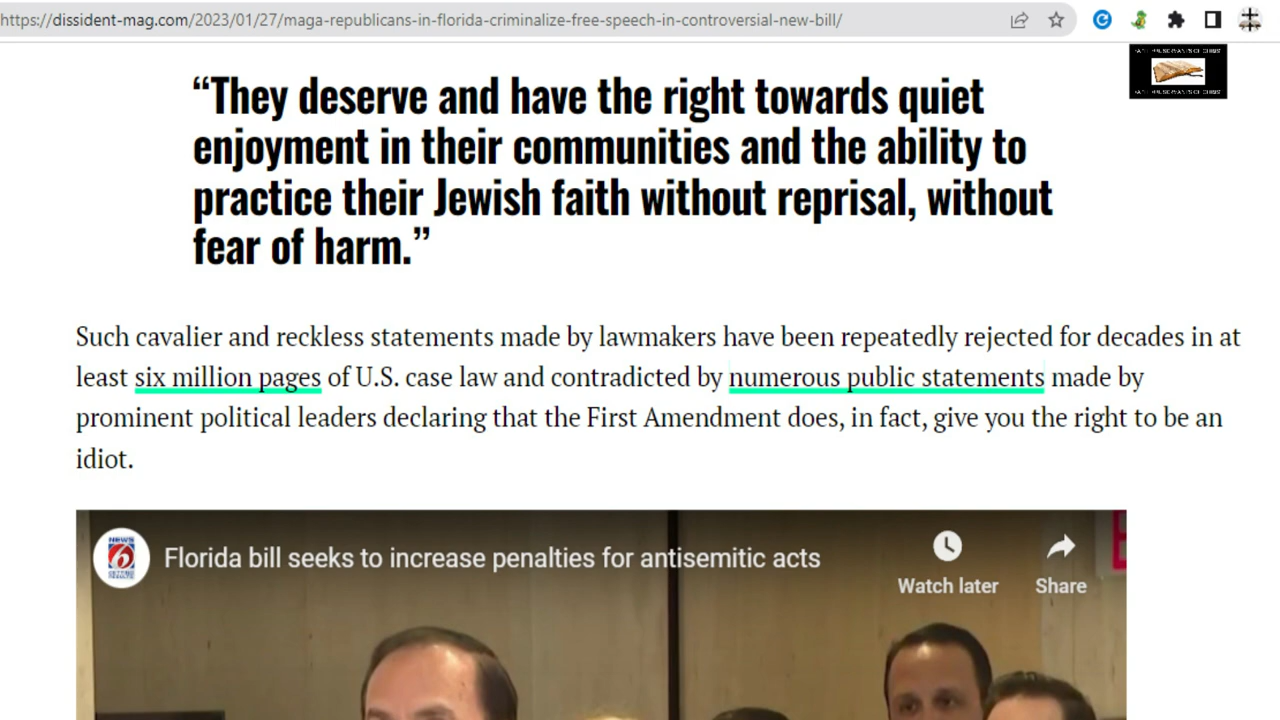 https://dissident-mag.com/2023/01/27/maga-republicans-in-florida-criminalize-free-speech-in-controversial-new-bill/
“They deserve and have the right towards quiet
enjoyment in their communities and the ability to
practice their Jewish faith without reprisal, without
fear of harm.”
Such cavalier and reckless statements made by lawmakers have been repeatedly rejected for decades in at
least six million pages of U.S. case law and contradicted by numerous public statements made by
prominent political leaders declaring that the First Amendment does, in fact, give you the right to be an
idiot.
NEWS
6
Florida bill seeks to increase penalties for antisemitic acts
Watch later
Share